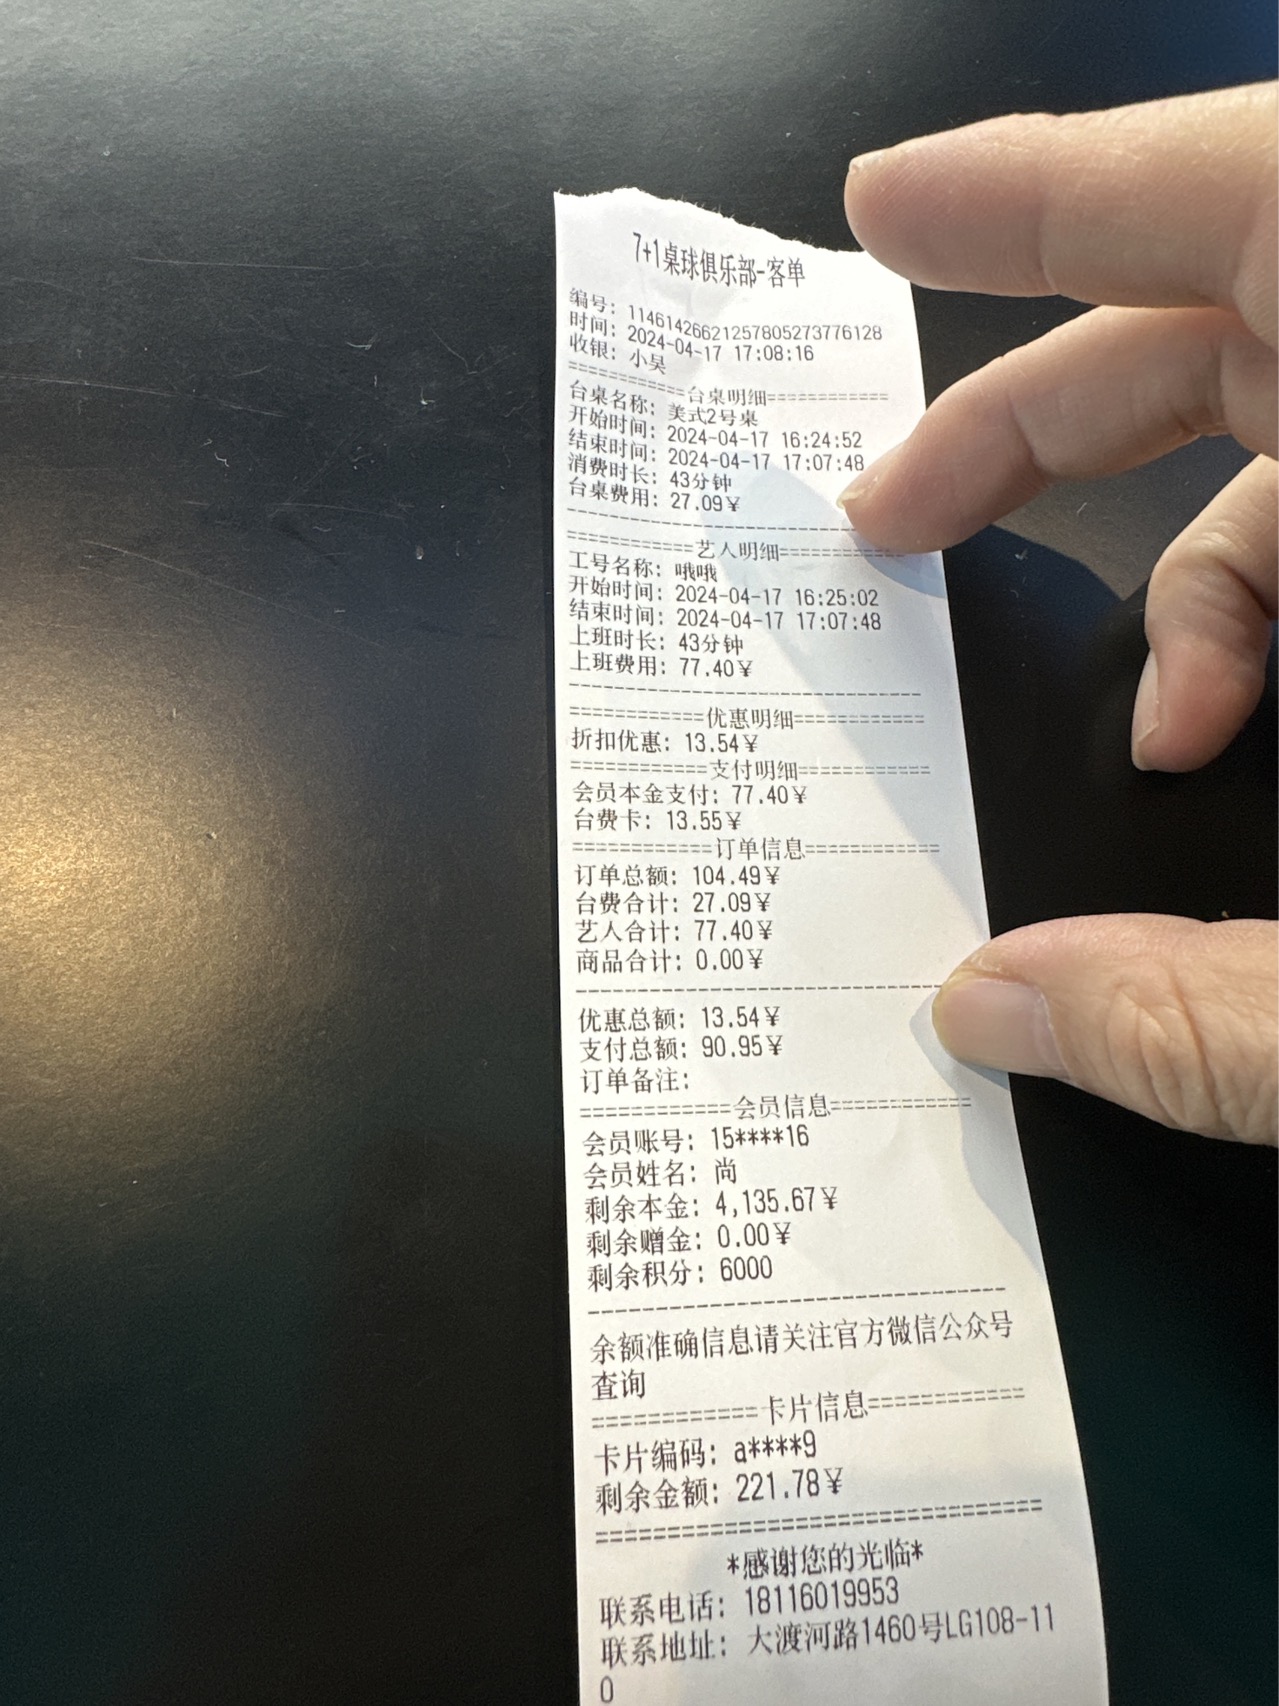 7+1桌球俱乐部-客单
编号: 11461426621257805273776128
时间: 2024-04-17 17:08:16
收银: 小吴
===========台桌明细===========
台桌名称: 美式2号桌
开始时间: 2024-04-17 16:24:52
结束时间: 2024-04-17 17:07:48
消费时长: 43分钟
台桌费用: 27.09¥
--------------------------------
===========艺人明细===========
工号名称: 哦哦
开始时间: 2024-04-17 16:25:02
结束时间: 2024-04-17 17:07:48
上班时长: 43分钟
上班费用: 77.40¥
--------------------------------
===========优惠明细===========
折扣优惠: 13.54¥
===========支付明细===========
会员本金支付: 77.40¥
台费卡: 13.55¥
===========订单信息===========
订单总额: 104.49¥
台费合计: 27.09¥
艺人合计: 77.40¥
商品合计: 0.00¥
--------------------------------
优惠总额: 13.54¥
支付总额: 90.95¥
订单备注:
===========会员信息===========
会员账号: 15****16
会员姓名: 尚
剩余本金: 4,135.67¥
剩余赠金: 0.00¥
剩余积分: 6000
--------------------------------
余额准确信息请关注官方微信公众号
查询
===========卡片信息===========
卡片编码: a****9
剩余金额: 221.78¥
================================
*感谢您的光临*
联系电话: 18116019953
联系地址: 大渡河路1460号LG108-11
0